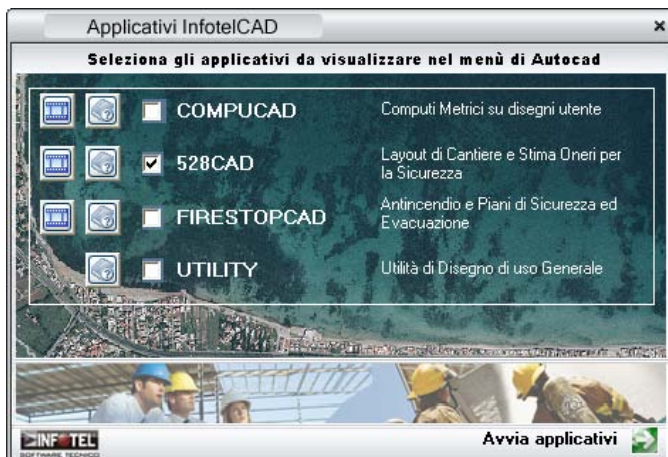 Applicativi InfotelCAD
Seleziona gli applicativi da visualizzare nel menù di Autocad
COMPUCAD
Computi Metrici su disegni utente
528CAD
Layout di Cantiere e Stima Oneri per
la Sicurezza
FIRESTOPCAD
Antincendio e Piani di Sicurezza ed
Evacuazione
UTILITY
Utilità di Disegno di uso Generale
INFOTEL
SOFTWARE TECNICO
Avvia applicativi